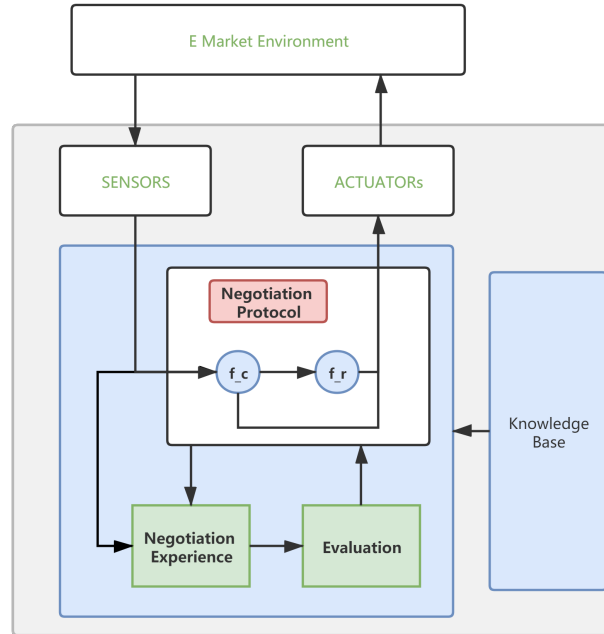 E Market Environment
SENSORS
ACTUATORs
Negotiation
Protocol
f_c
f_r
Knowledge
Base
Negotiation
Experience
Evaluation